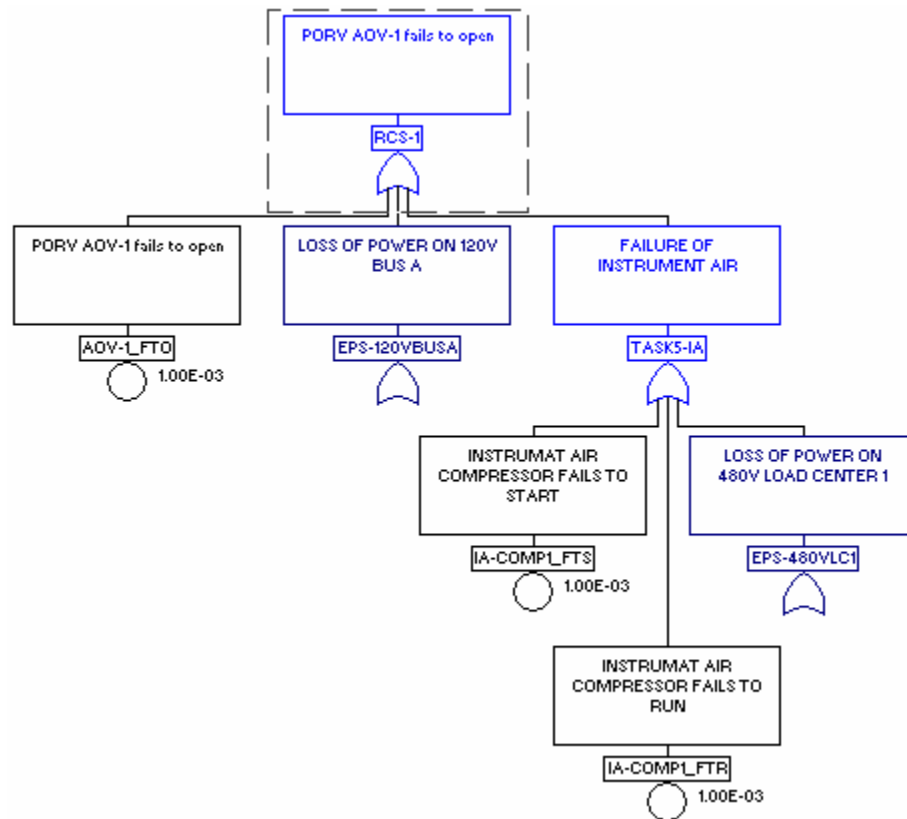 PORV AOV-1 fails to open
RCS-1
PORV AOV-1 fails to open
LOSS OF POWER ON 120V
BUS A
FAILURE OF
INSTRUMENT AIR
AOV-1_FTO
1.00E-03
EPS-120VBUSA
TASK5-IA
INSTRUMAT AIR
COMPRESSOR FAILS TO
START
LOSS OF POWER ON
480V LOAD CENTER 1
IA-COMP1_FTS
1.00E-03
EPS-480VLC1
INSTRUMAT AIR
COMPRESSOR FAILS TO
RUN
IA-COMP1_FTR
1.00E-03